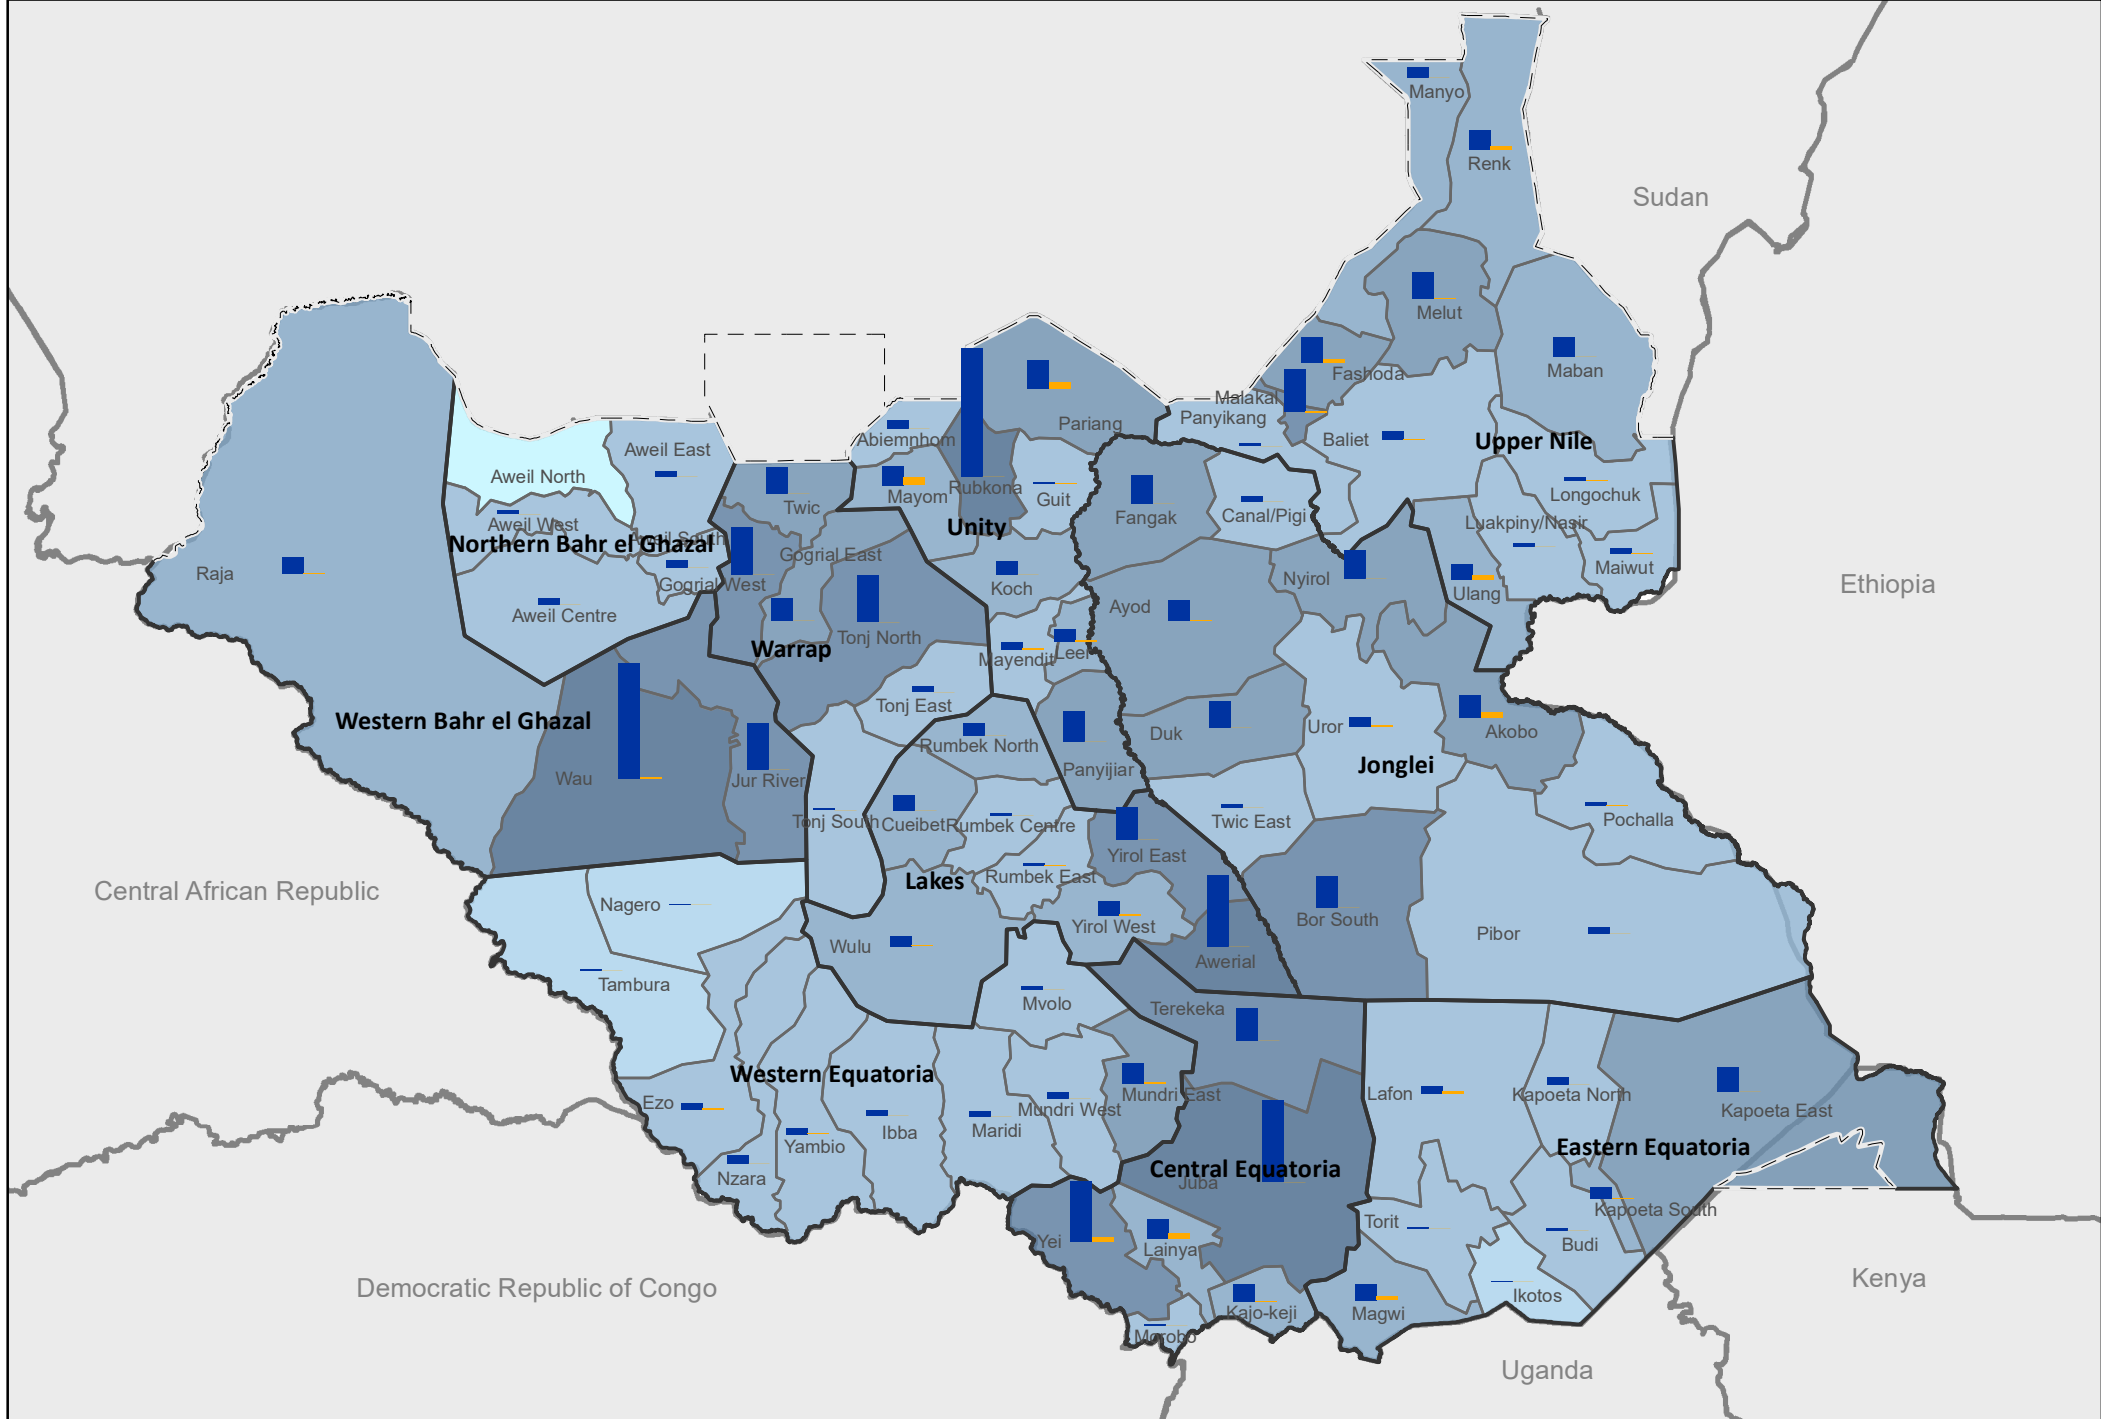 Manyo
Renk
Sudan
Melut
Maban
Fashoda
Malakal
Panyikang
Baliet
Upper Nile
Pariang
Abiemnhom
Aweil East
Aweil North
Mayom
Rubkona
Guit
Twic
Fangak
Canal/Pigi
Longochuk
Luakpiny/Nasir
Aweil West
Unity
Northern Bahr el Ghazal
Aweil South
Gogrial East
Raja
Gogrial West
Koch
Nyirol
Maiwut
Ulang
Ethiopia
Aweil Centre
Ayod
Tonj North
Warrap
Mayendit
Leer
Tonj East
Western Bahr el Ghazal
Rumbek North
Duk
Uror
Akobo
Jonglei
Wau
Jur River
Panyijiar
Tonj South
Cueibet
Rumbek Centre
Twic East
Pochalla
Yirol East
Lakes
Rumbek East
Central African Republic
Nagero
Yirol West
Bor South
Pibor
Wulu
Awerial
Tambura
Mvolo
Terekeka
Western Equatoria
Ezo
Mundri East
Lafon
Kapoeta North
Kapoeta East
Yambio
Ibba
Maridi
Mundri West
Eastern Equatoria
Central Equatoria
Juba
Nzara
Kapoeta South
Torit
Budi
Yei
Lainya
Democratic Republic of Congo
Kenya
Ikotos
Kajo-keji
Magwi
Morobo
Uganda